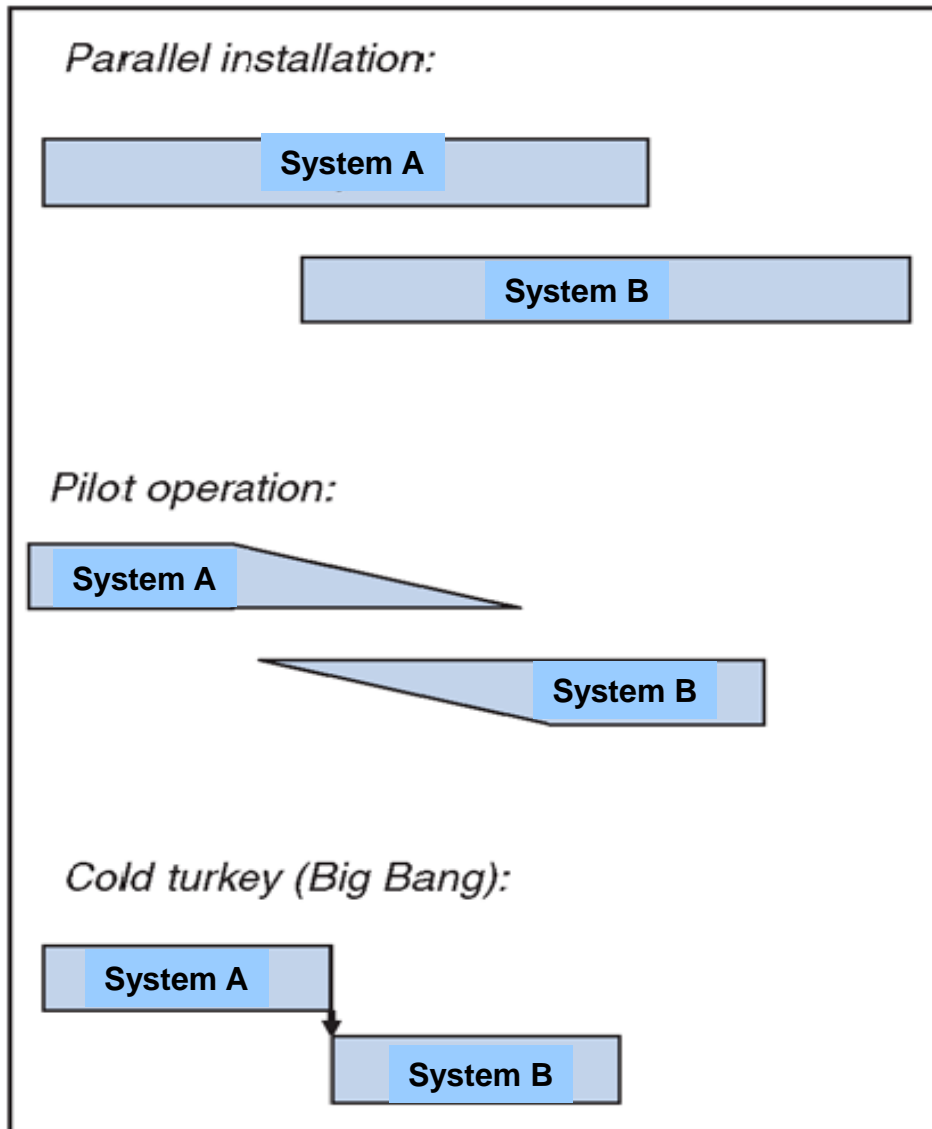 Parallel installation:
System A
System B
Pilot operation:
System A
System B
Cold turkey (Big Bang):
System A
System B